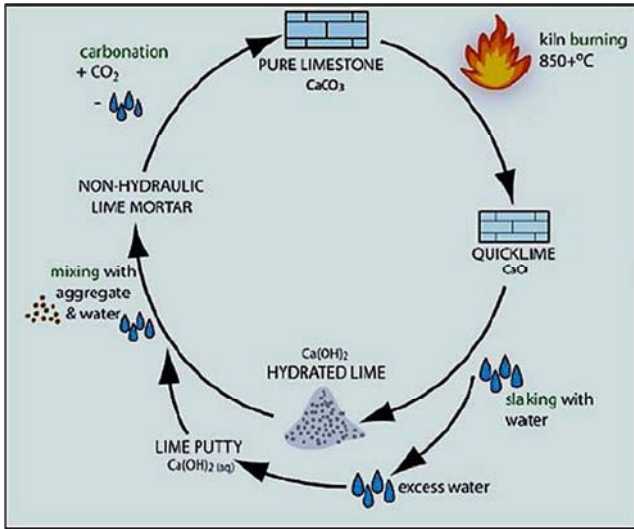 PURE LIMESTONE
CaCO₃
kiln burning
850+ºC
QUICKLIME
CaO
slaking with
water
excess water
Ca(OH)₂
HYDRATED LIME
LIME PUTTY
Ca(OH)₂ (aq)
mixing with
aggregate
& water
NON-HYDRAULIC
LIME MORTAR
carbonation
+ CO₂
-